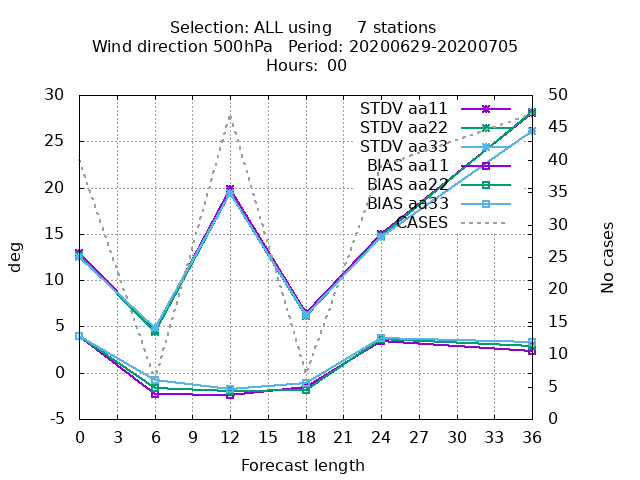 Selection: ALL using     7 stations
Wind direction 500hPa   Period: 20200629-20200705
Hours: 00
30 50
STDV aa11
45
25 STDV aa22
STDV aa33
40
BIAS aa11
20 BIAS aa22 35
BIAS aa33
30
CASES
15
deg
25
No cases
10
20
5 15
10
0
5
-5 0
0 3 6 9 12 15 18 21 24 27 30 33 36
Forecast length